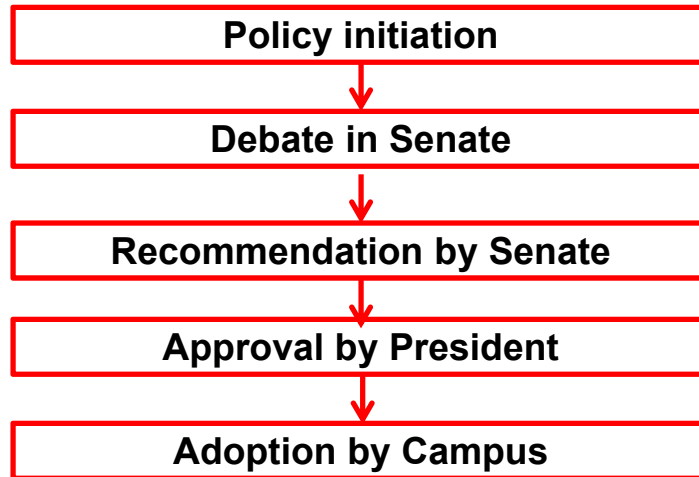 Policy initiation
Debate in Senate
Recommendation by Senate
Approval by President
Adoption by Campus